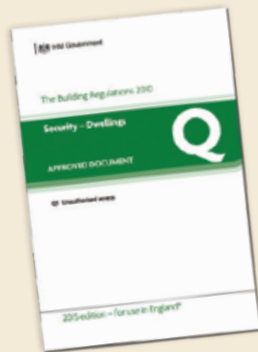 HM Government
The Building Regulations 2010
Security – Dwellings
Q
APPROVED DOCUMENT
Q1 Unauthorised access
2015 edition – for use in England*